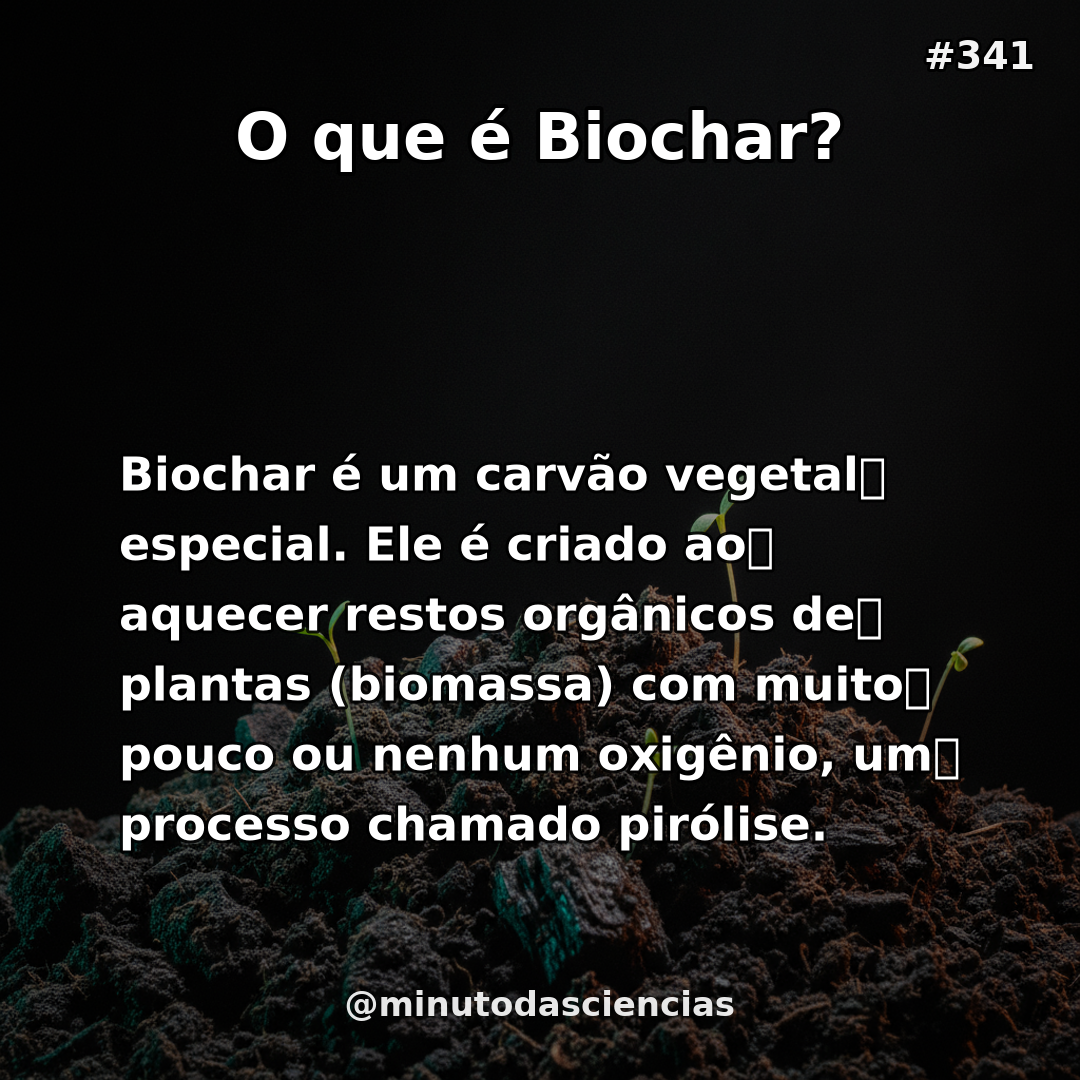 #341
O que é Biochar?
Biochar é um carvão vegetal
especial. Ele é criado ao
aquecer restos orgânicos de
plantas (biomassa) com muito
pouco ou nenhum oxigênio, um
processo chamado pirólise.
@minutodasciencias